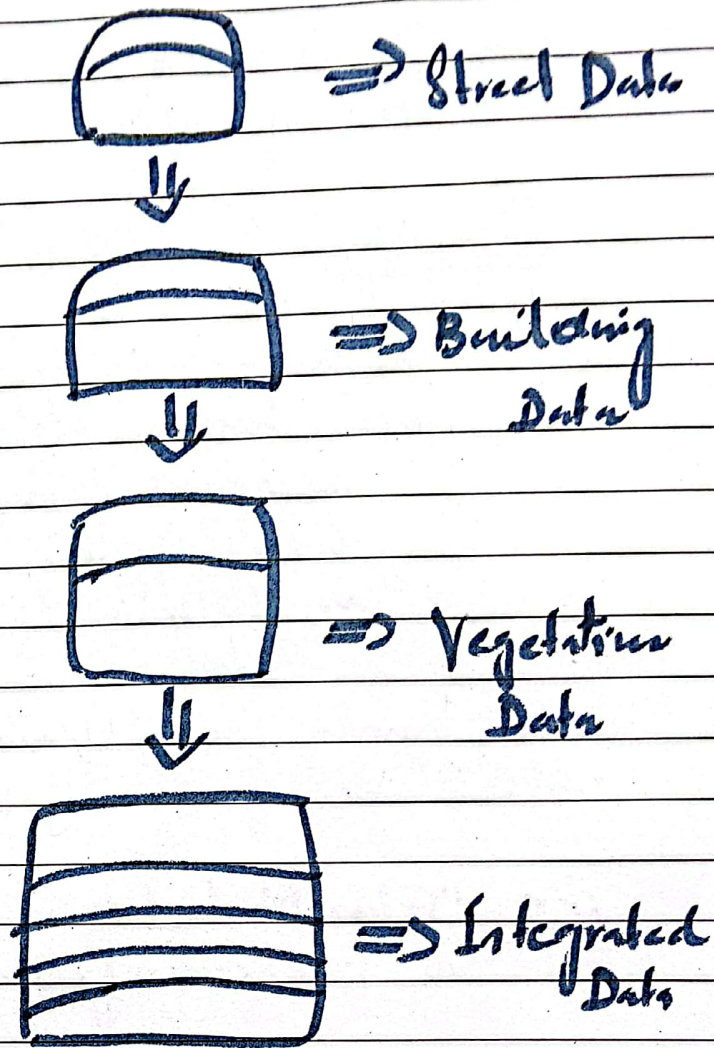 => Street Data
=> Building
Data
=> Vegetation
Data
=> Integrated
Data